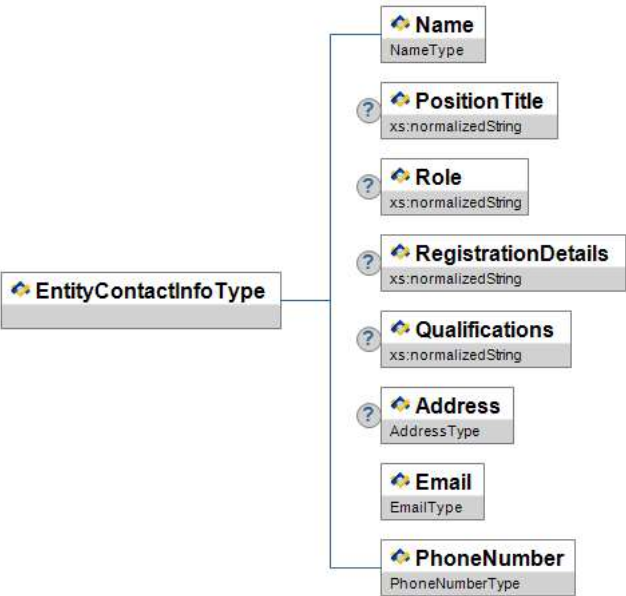 Name
NameType
? PositionTitle
xs:normalizedString
? Role
xs:normalizedString
? RegistrationDetails
xs:normalizedString
EntityContactInfoType
? Qualifications
xs:normalizedString
? Address
AddressType
Email
EmailType
PhoneNumber
PhoneNumberType